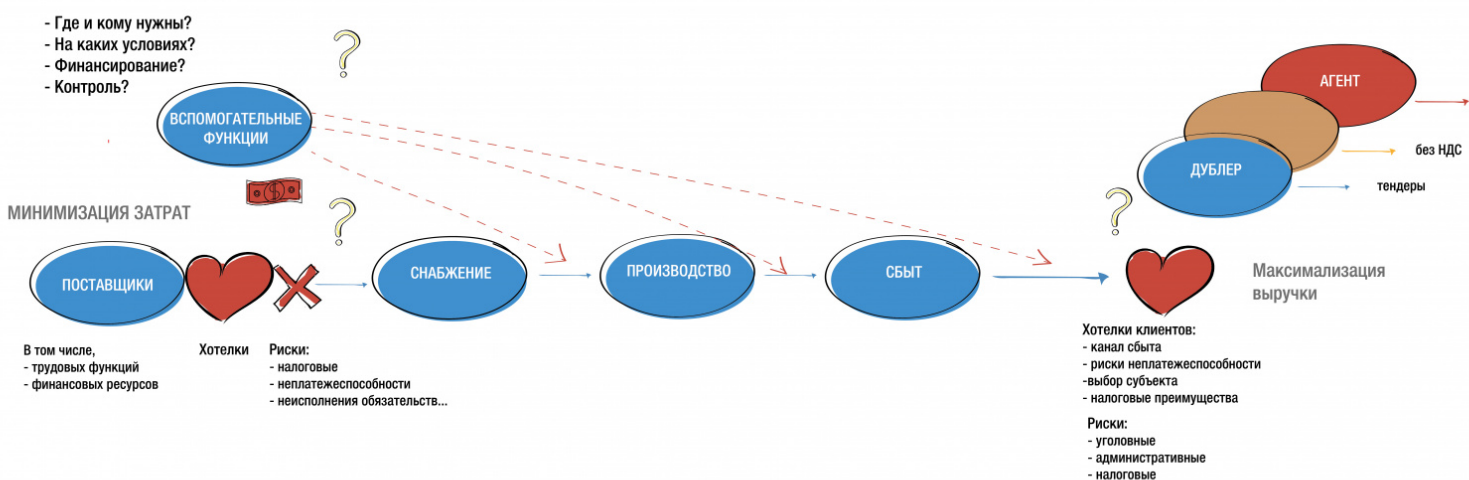 - Где и кому нужны?
- На каких условиях?
- Финансирование?
- Контроль?
ВСПОМОГАТЕЛЬНЫЕ
ФУНКЦИИ
АГЕНТ
без НДС
ДУБЛЕР
тендеры
МИНИМИЗАЦИЯ ЗАТРАТ
ПОСТАВЩИКИ
СНАБЖЕНИЕ
ПРОИЗВОДСТВО
СБЫТ
Максимализация
выручки
В том числе,
- трудовых функций
- финансовых ресурсов
Хотелки
Риски:
- налоговые
- неплатежеспособности
- неисполнения обязательств...
Хотелки клиентов:
- канал сбыта
- риски неплатежеспособности
-выбор субъекта
- налоговые преимущества
Риски:
- уголовные
- административные
- налоговые